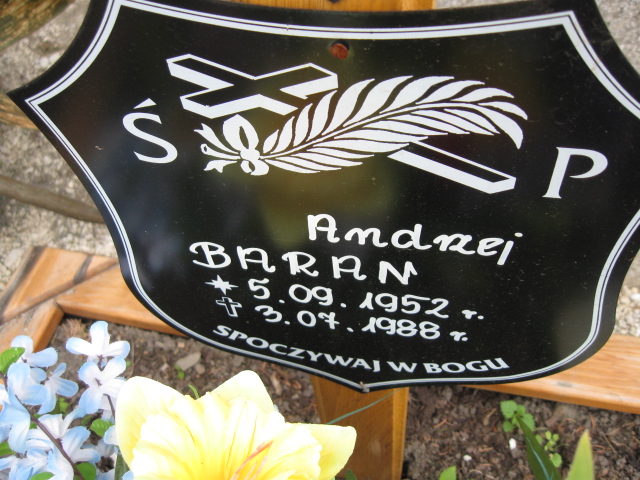 Ś P
Andrzej
BARAN
* 5.09.1952 r.
✝ 3.07.1988 r.
SPOCZYWAJ W BOGU